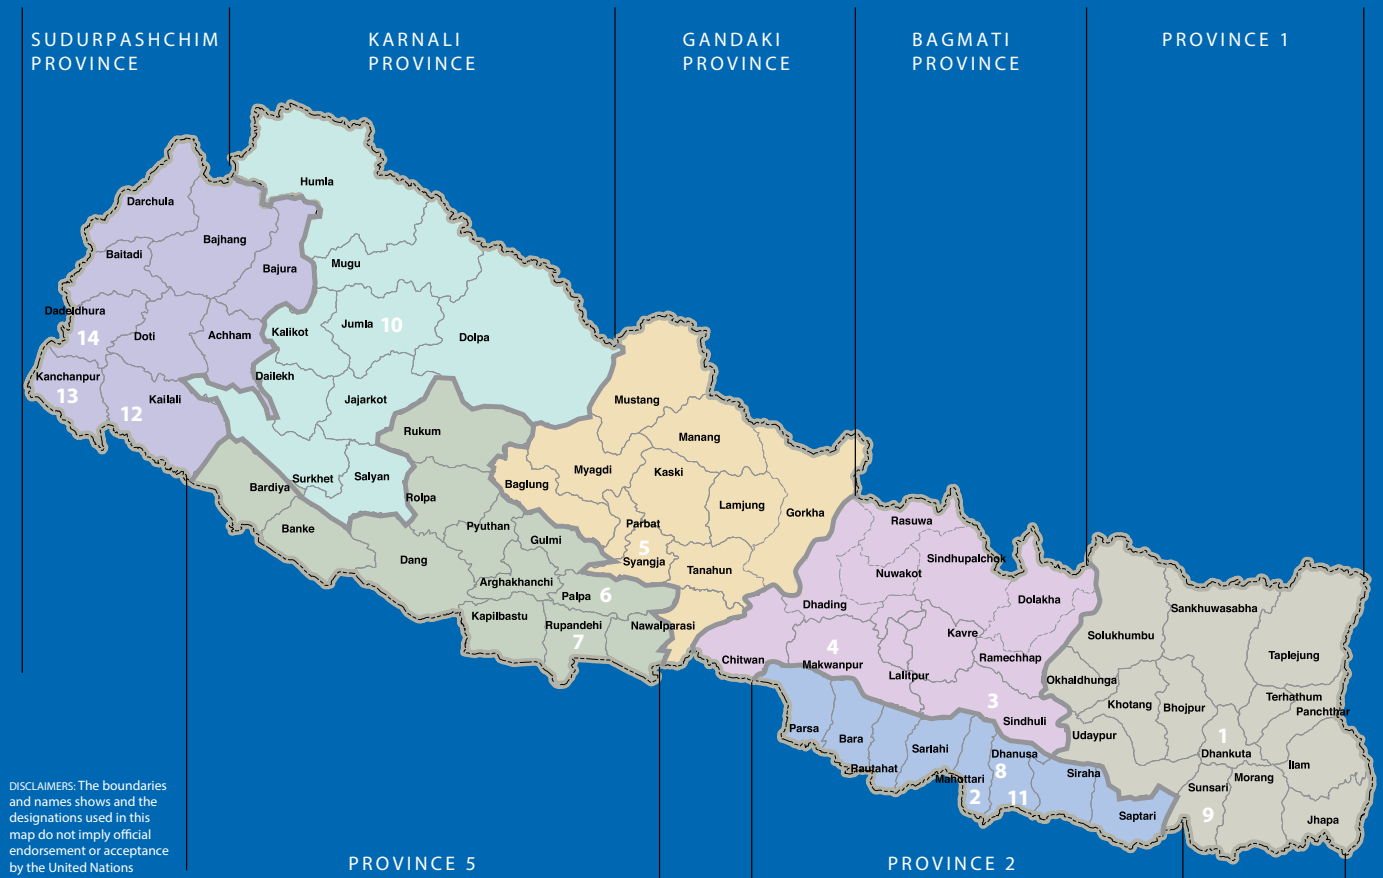 SUDURPASHCHIM
PROVINCE
KARNALI
PROVINCE
GANDAKI
PROVINCE
BAGMATI
PROVINCE
PROVINCE 1
Humla
Darchula
Bajhang
Baitadi
Mugu
Bajura
Dadeldhura
14
Doti
Achham
Kalikot
Jumla
10
Dolpa
Kanchanpur
13
12
Kailali
Dailekh
Jajarkot
Mustang
Rukum
Manang
Surkhet
Salyan
Baglung
Myagdi
Kaski
Bardiya
Rolpa
Lamjung
Gorkha
Banke
Pyuthan
Gulmi
Parbat
5
Syangja
Rasuwa
Dang
Tanahun
Sindhupalchok
Nuwakot
Arghakhanchi
Palpa
6
Dhading
Dolakha
Sankhuwasabha
Kapilbastu
Rupandehi
7
Nawalparasi
Kavre
Solukhumbu
Chitwan
4
Makwanpur
Ramechhap
Taplejung
Lalitpur
Okhaldhunga
3
Khotang
Bhojpur
Terhathum
Panchthar
Sindhuli
Parsa
Bara
Sarlahi
Udaypur
1
Dhankuta
Dhanusa
Rautahat
Mahottari
8
Siraha
Ilam
Morang
2
11
Sunsari
Saptari
9
Jhapa
DISCLAIMERS: The boundaries
and names shows and the
designations used in this
map do not imply official
endorsement or acceptance
by the United Nations
PROVINCE 5
PROVINCE 2